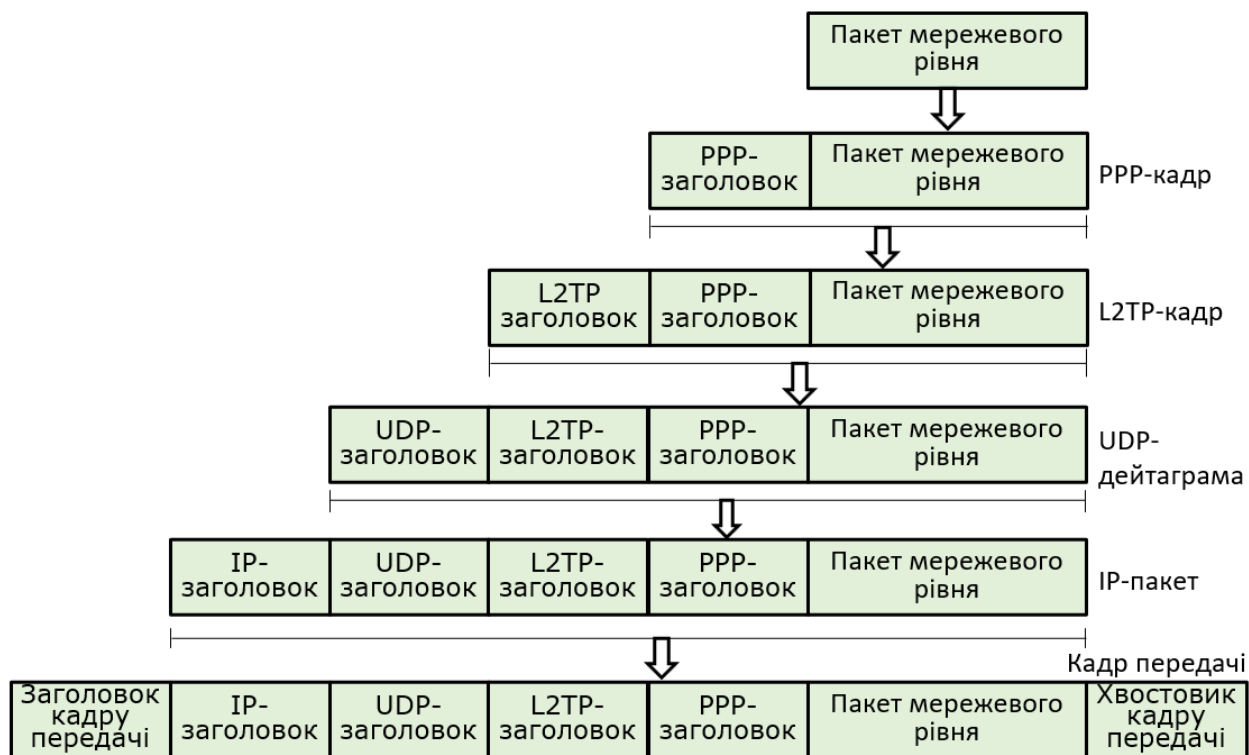 Пакет мережевого
рівня
PPP-
заголовок
Пакет мережевого
рівня
PPP-кадр
L2TP
заголовок
PPP-
заголовок
Пакет мережевого
рівня
L2TP-кадр
UDP-
заголовок
L2TP-
заголовок
PPP-
заголовок
Пакет мережевого
рівня
UDP-
дейтаграма
IP-
заголовок
UDP-
заголовок
L2TP-
заголовок
PPP-
заголовок
Пакет мережевого
рівня
IP-пакет
Кадр передачі
Заголовок
кадру
передачі
IP-
заголовок
UDP-
заголовок
L2TP-
заголовок
PPP-
заголовок
Пакет мережевого
рівня
Хвостовик
кадру
передачі